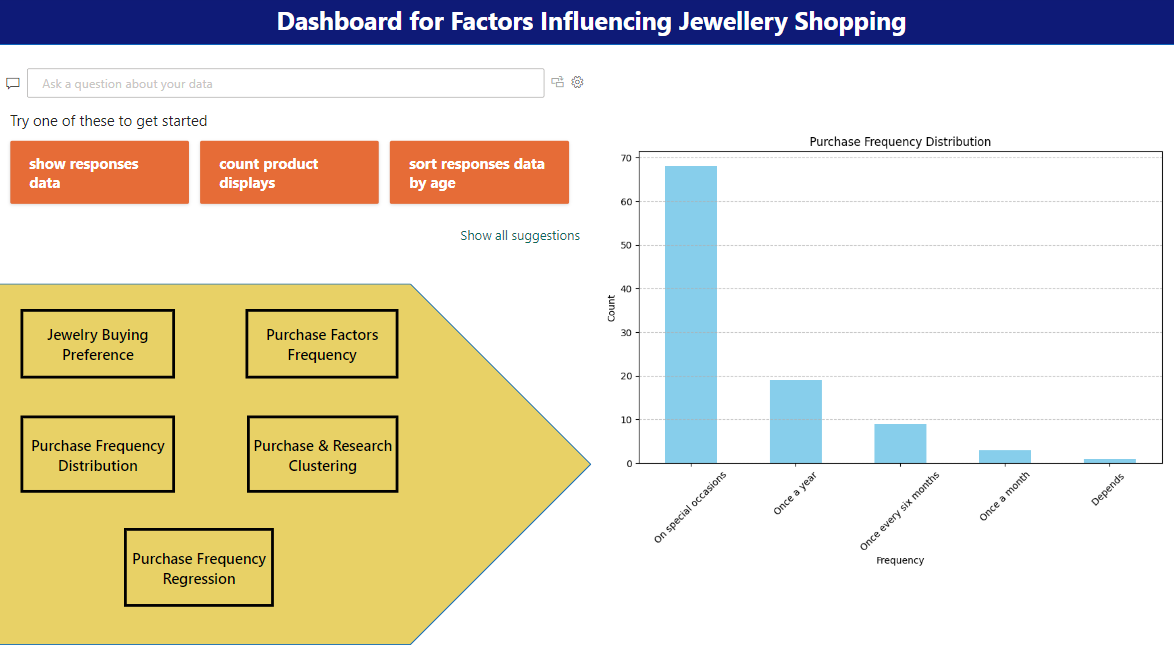 Dashboard for Factors Influencing Jewellery Shopping
Ask a question about your data
Try one of these to get started
show responses
data
count product
displays
sort responses data
by age
Show all suggestions
Jewelry Buying
Preference
Purchase Factors
Frequency
Purchase Frequency
Distribution
Purchase & Research
Clustering
Purchase Frequency
Regression
Purchase Frequency Distribution
Count
70
60
50
40
30
20
10
0
On special occasions
Once a year
Once every six months
Once a month
Depends
Frequency